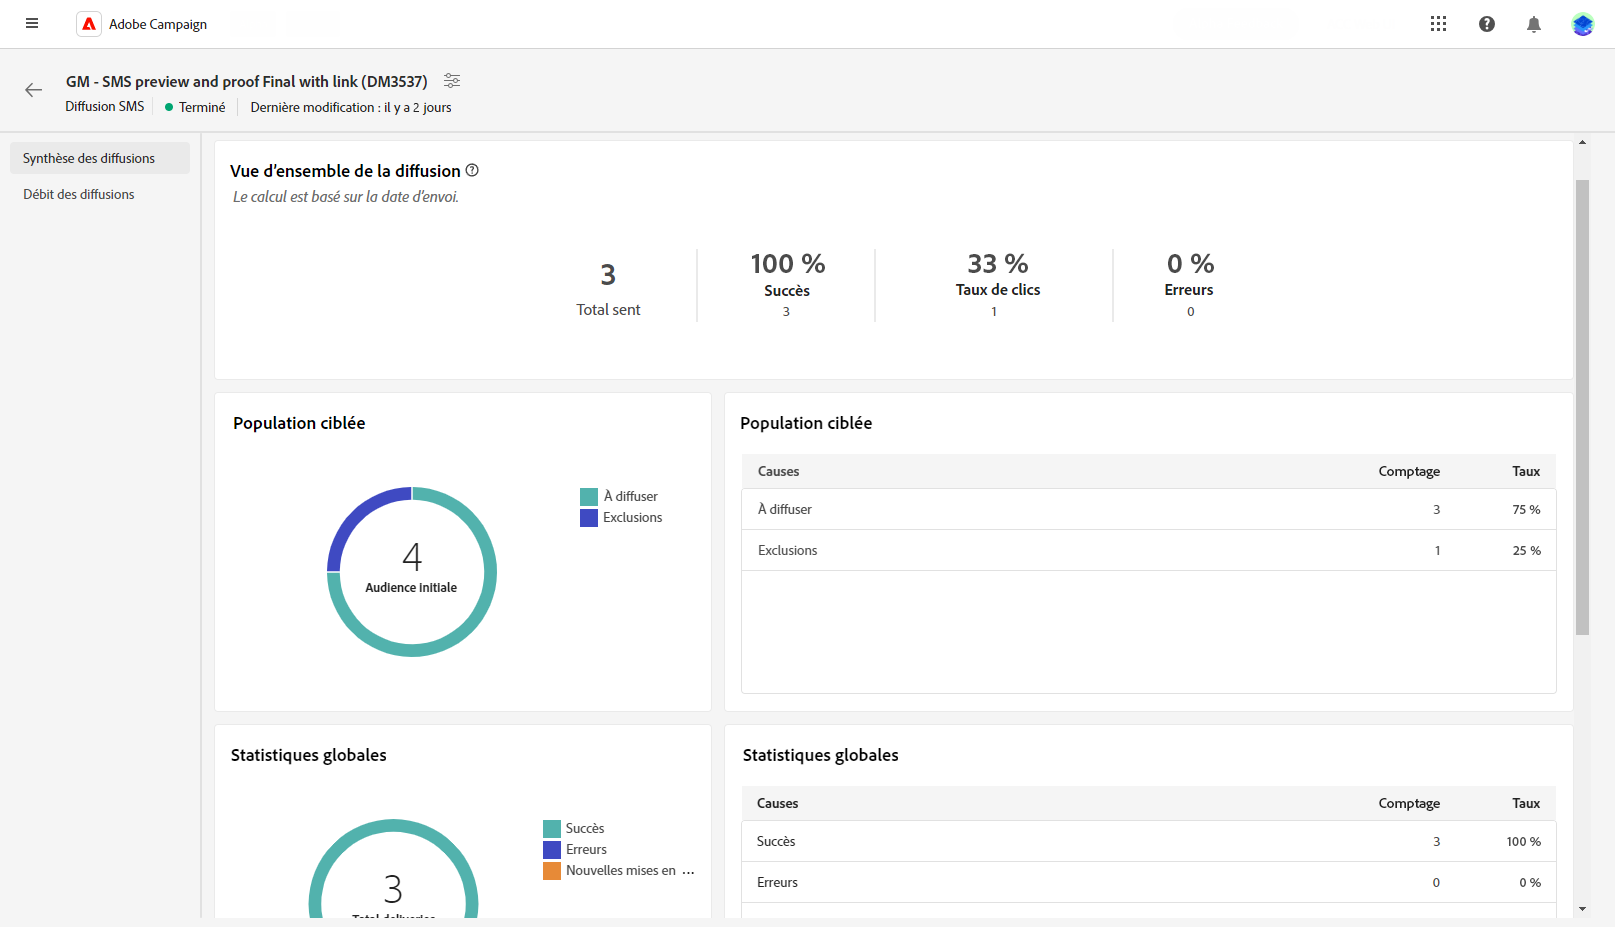 Adobe Campaign
GM - SMS preview and proof Final with link (DM3537)
Diffusion SMS
Terminé
Dernière modification : il y a 2 jours
Synthèse des diffusions
Débit des diffusions
Vue d’ensemble de la diffusion
Le calcul est basé sur la date d’envoi.
3
Total sent
100 %
Succès
3
33 %
Taux de clics
1
0 %
Erreurs
0
Population ciblée
4
Audience initiale
À diffuser
Exclusions
Population ciblée
Causes Comptage Taux
À diffuser 3 75 %
Exclusions 1 25 %
Statistiques globales
3
Total deliveries
Succès
Erreurs
Nouvelles mises en ...
Statistiques globales
Causes Comptage Taux
Succès 3 100 %
Erreurs 0 0 %